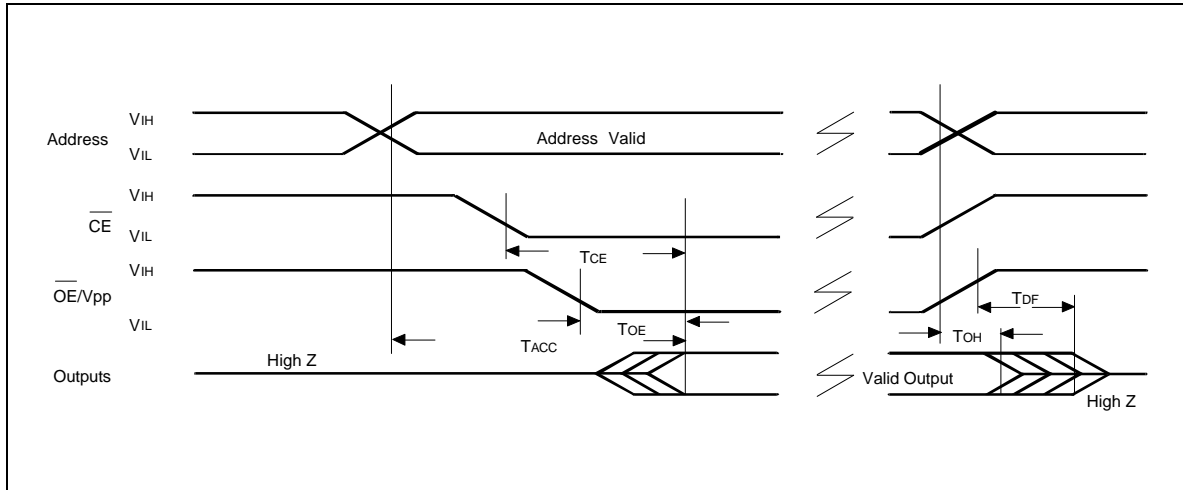 VIH
Address
Address Valid
VIL
VIH
CE
VIL
TCE
VIH
OE/Vpp
TDF
VIL
TOE
TOH
TACC
High Z
Outputs
Valid Output
High Z